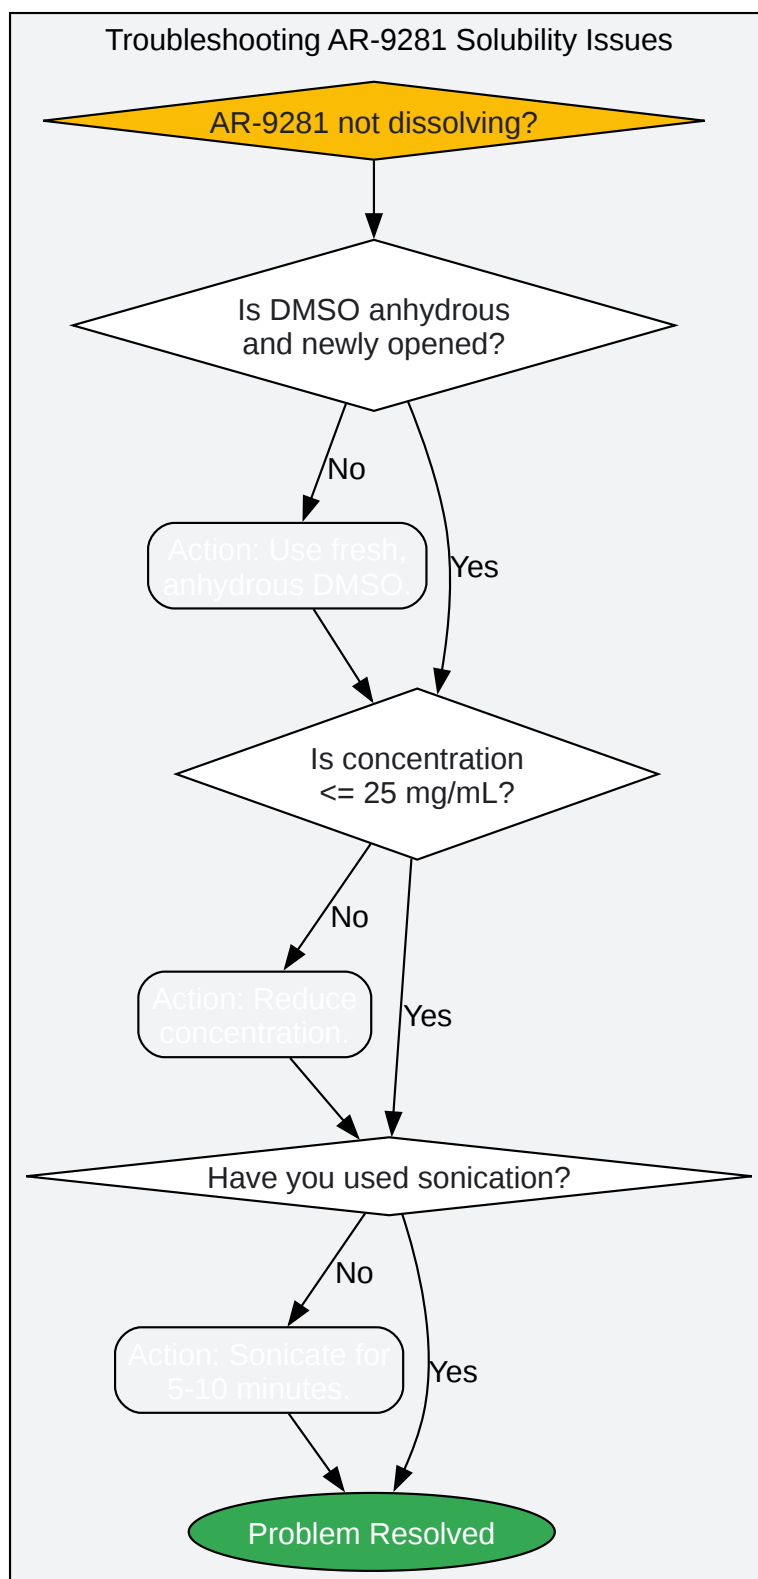 Troubleshooting AR-9281 Solubility Issues
AR-9281 not dissolving?
Is DMSO anhydrous
and newly opened?
No
Action: Use fresh,
anhydrous DMSO.
Yes
Is concentration
<= 25 mg/mL?
No
Action: Reduce
concentration.
Yes
Have you used sonication?
No
Action: Sonicate for
5-10 minutes.
Yes
Problem Resolved